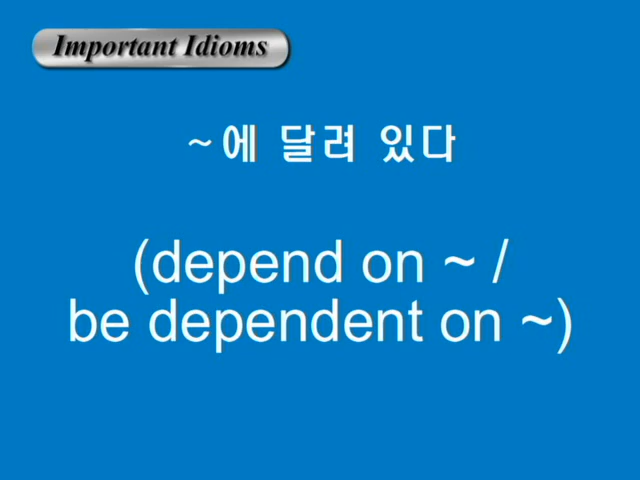 Important Idioms
~에 달려 있다
(depend on ~ /
be dependent on ~)